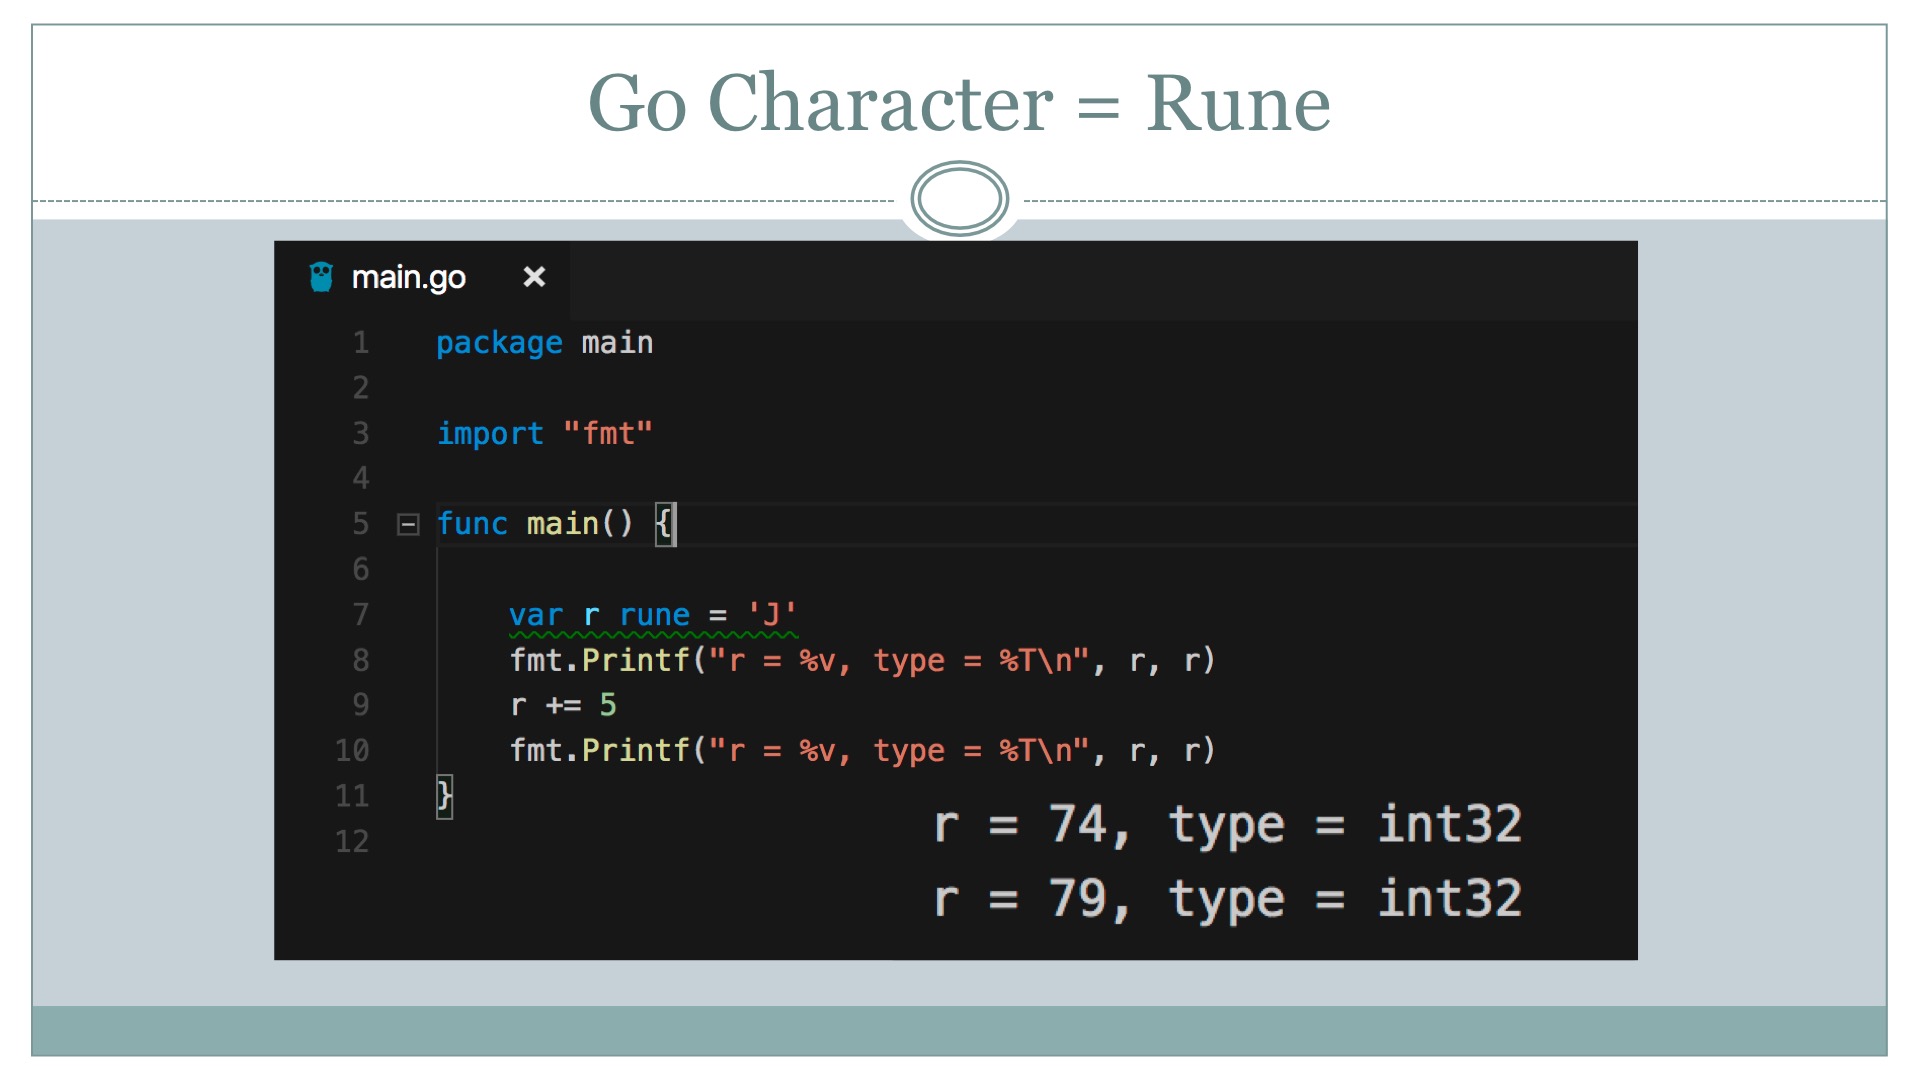 Go Character = Rune
main.go ×
1 package main
2
3 import "fmt"
4
5 func main() {
6
7 var r rune = 'J'
8 fmt.Printf("r = %v, type = %T\n", r, r)
9 r += 5
10 fmt.Printf("r = %v, type = %T\n", r, r)
11 }
12
r = 74, type = int32
r = 79, type = int32